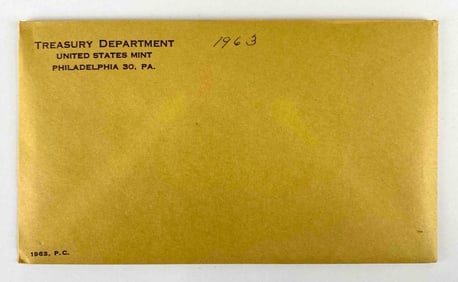 TREASURY DEPARTMENT
UNITED STATES MINT
PHILADELPHIA 30, PA.
1963
1963, P.C.